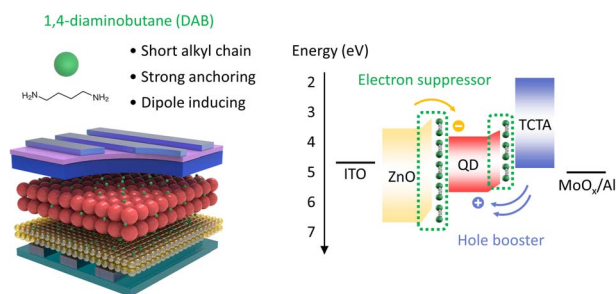 1,4-diaminobutane (DAB)
• Short alkyl chain
• Strong anchoring
• Dipole inducing
H₂N
NH₂
Energy (eV)
2
3
4
5
6
7
Electron suppressor
TCTA
ITO
ZnO
QD
MoOₓ/Al
Hole booster
−
+